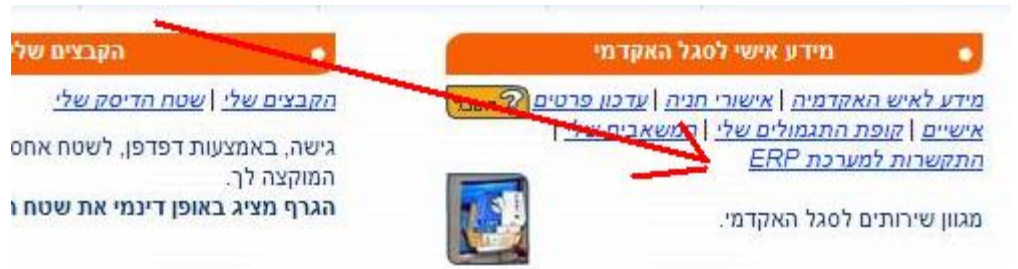 מידע אישי לסגל האקדמי
מידע לאיש האקדמיה | אישורי חניה | עדכון פרטים
אישיים | קופת התגמולים שלי | המשאבים שלי |
התקשרות למערכת ERP
מגוון שירותים לסגל האקדמי.
הקבצים שלי
הקבצים שלי | שטח הדיסק שלי
גישה, באמצעות דפדפן, לשטח אחס
המוקצה לך.
הגרף מציג באופן דינמי את שטח